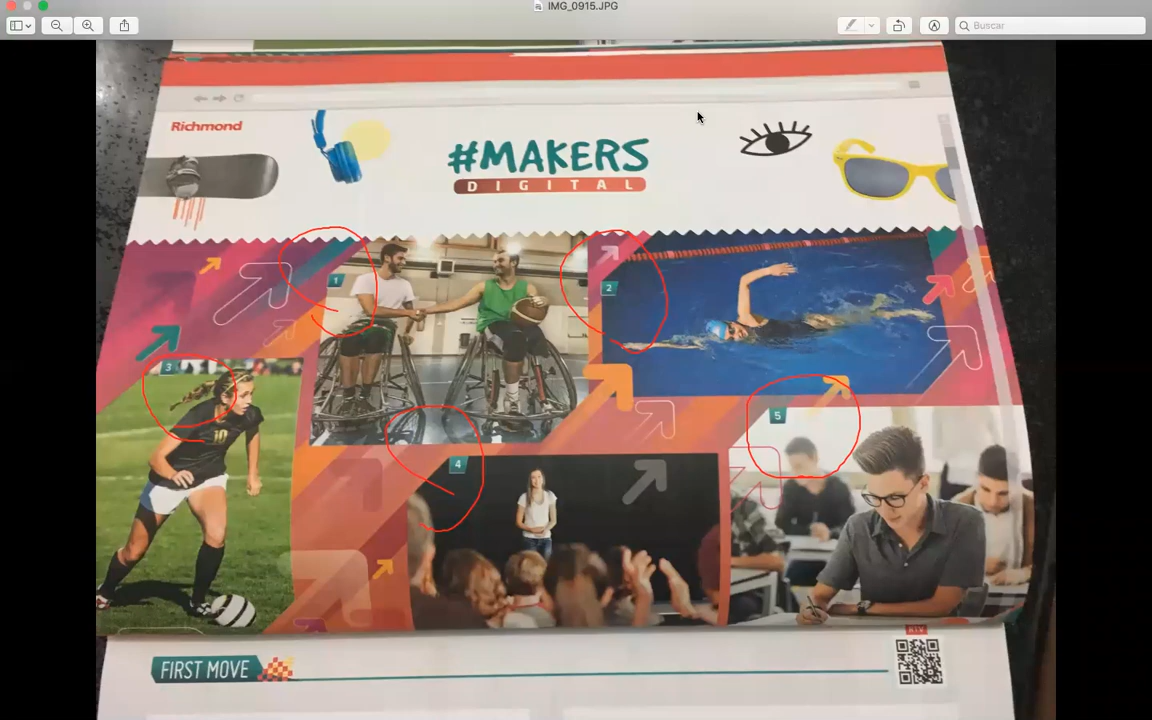 IMG_0915.JPG
Buscar
Richmond
#MAKERS
DIGITAL
1
2
3
10
4
5
FIRST MOVE